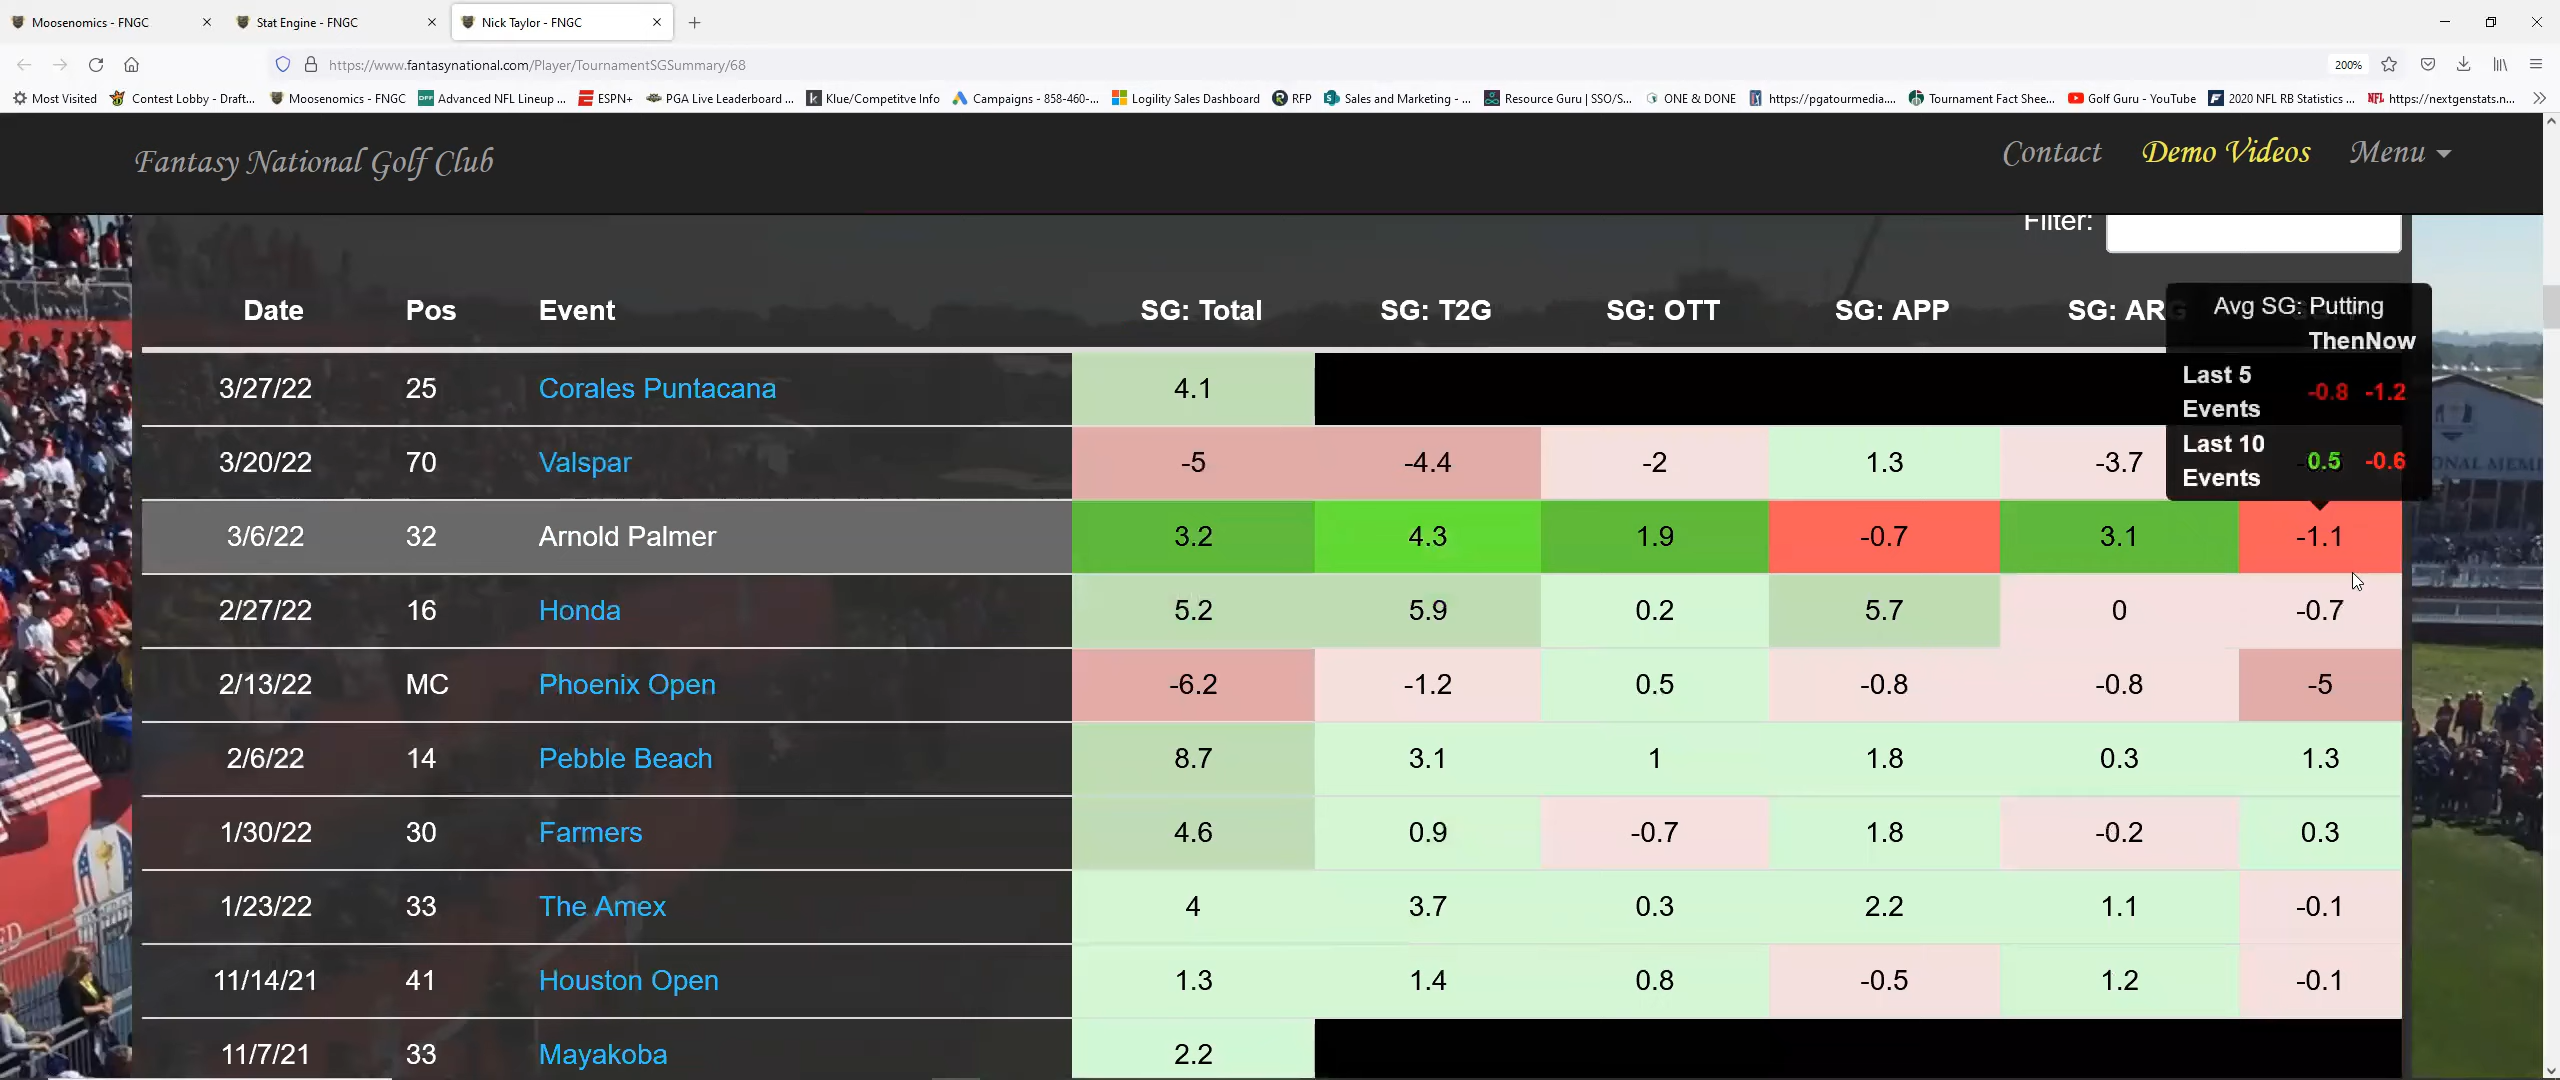 Moosenomics - FNGC
Stat Engine - FNGC
Nick Taylor - FNGC
https://www.fantasynational.com/Player/TournamentSGSummary/68
200%
Most Visited
Contest Lobby - Draft...
Moosenomics - FNGC
DFF Advanced NFL Lineup ...
ESPN+
PGA Live Leaderboard ...
k Klue/Competitve Info
Campaigns - 858-460-...
Logility Sales Dashboard
RFP
Sales and Marketing - ...
Resource Guru | SSO/S...
ONE & DONE
https://pgatourmedia....
Tournament Fact Shee...
Golf Guru - YouTube
2020 NFL RB Statistics ...
NFL https://nextgenstats.n...
Fantasy National Golf Club
Contact Demo Videos Menu
Filter:
Date Pos Event SG: Total SG: T2G SG: OTT SG: APP SG: ARG
Avg SG: Putting
ThenNow
Last 5 Events -0.8 -1.2
Last 10 Events 0.5 -0.6
3/27/22 25 Corales Puntacana 4.1
3/20/22 70 Valspar -5 -4.4 -2 1.3 -3.7
3/6/22 32 Arnold Palmer 3.2 4.3 1.9 -0.7 3.1 -1.1
2/27/22 16 Honda 5.2 5.9 0.2 5.7 0 -0.7
2/13/22 MC Phoenix Open -6.2 -1.2 0.5 -0.8 -0.8 -5
2/6/22 14 Pebble Beach 8.7 3.1 1 1.8 0.3 1.3
1/30/22 30 Farmers 4.6 0.9 -0.7 1.8 -0.2 0.3
1/23/22 33 The Amex 4 3.7 0.3 2.2 1.1 -0.1
11/14/21 41 Houston Open 1.3 1.4 0.8 -0.5 1.2 -0.1
11/7/21 33 Mayakoba 2.2